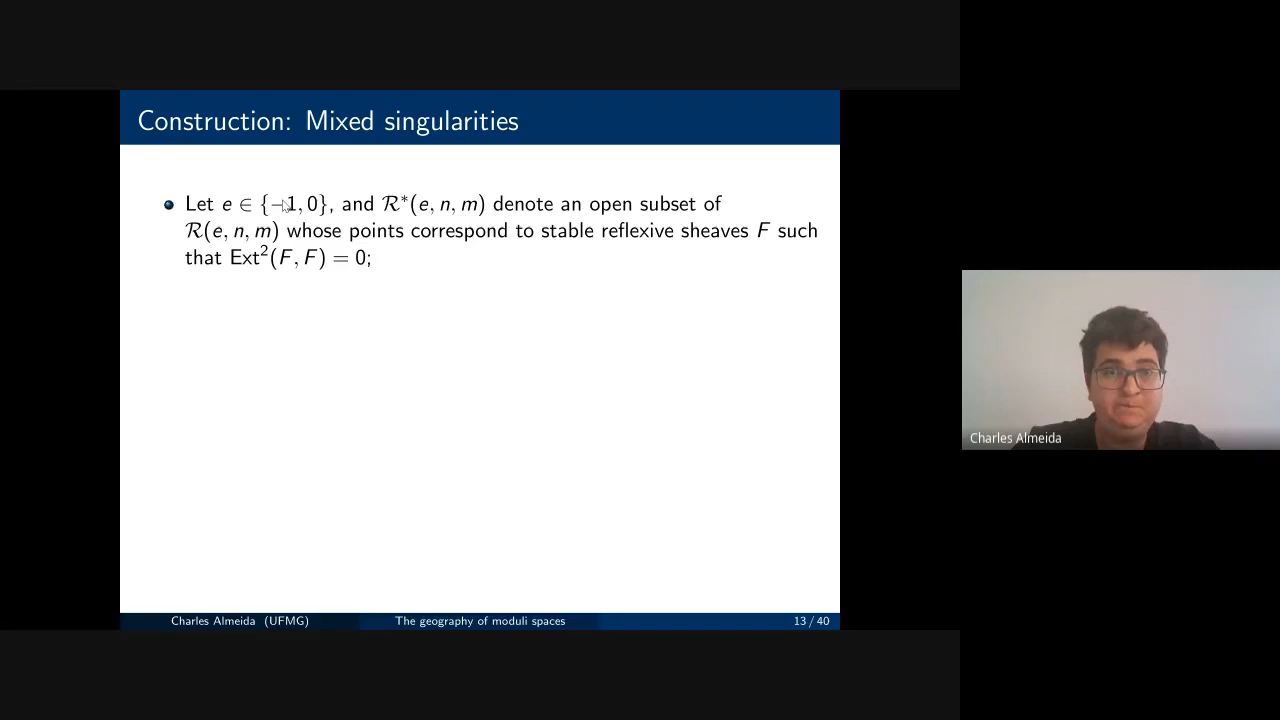 Construction: Mixed singularities
Let e ∈ {−1, 0}, and ℛ*(e, n, m) denote an open subset of
ℛ(e, n, m) whose points correspond to stable reflexive sheaves F such
that Ext²(F, F) = 0;
Charles Almeida (UFMG) The geography of moduli spaces 13 / 40
Charles Almeida